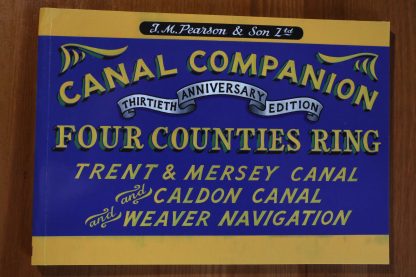 J.M.Pearson & Son Ltd
CANAL COMPANION
THIRTIETH ANNIVERSARY EDITION
FOUR COUNTIES RING
TRENT & MERSEY CANAL
and CALDON CANAL
and WEAVER NAVIGATION